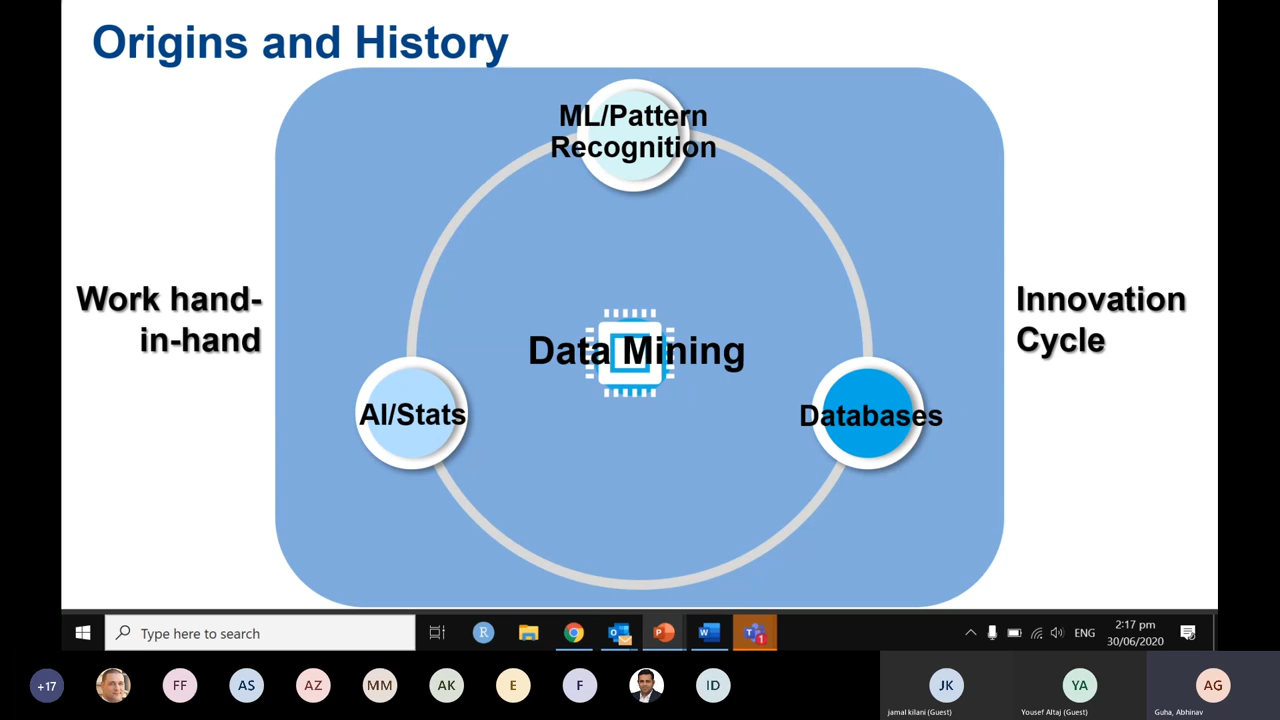 Origins and History
ML/Pattern
Recognition
Work hand-
in-hand
Innovation
Cycle
Data Mining
AI/Stats
Databases
Type here to search
R
ENG
2:17 pm
30/06/2020
1
+17
FF
AS
AZ
MM
AK
E
F
ID
JK
jamal kilani (Guest)
YA
Yousef Altaj (Guest)
AG
Guha, Abhinav